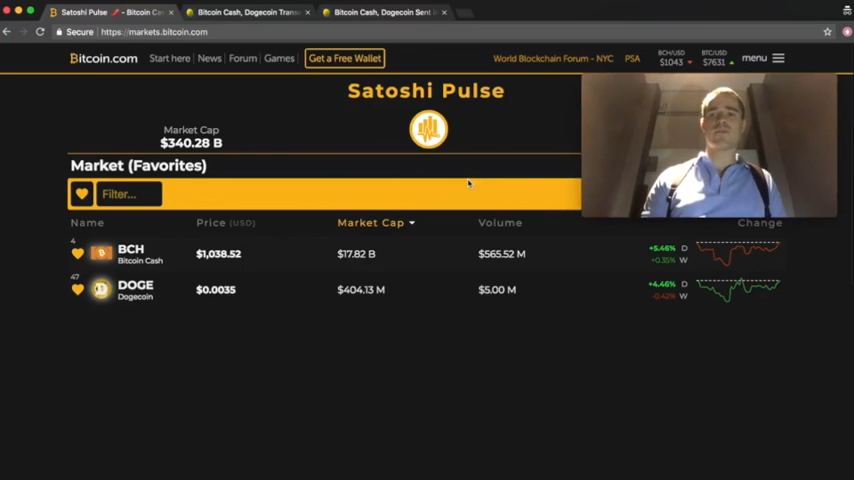 Satoshi Pulse - Bitcoin Cas
Bitcoin Cash, Dogecoin Trans
Bitcoin Cash, Dogecoin Sent i
Secure https://markets.bitcoin.com
Bitcoin.com Start here News Forum Games Get a Free Wallet World Blockchain Forum - NYC PSA BCH/USD $1043 BTC/USD $7631 menu
Satoshi Pulse
Market Cap
$340.28 B
Market (Favorites)
Filter...
Name Price (USD) Market Cap Volume Change
4 BCH Bitcoin Cash $1,038.52 $17.82 B $565.52 M +5.46% D +0.35% W
47 DOGE Dogecoin $0.0035 $404.13 M $5.00 M +4.46% D -0.42% W